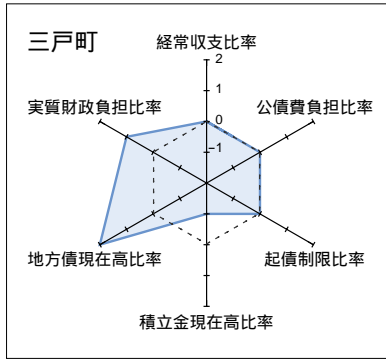 三戸町
経常収支比率
2
1
実質財政負担比率
公債費負担比率
0
−1
地方債現在高比率
起債制限比率
積立金現在高比率